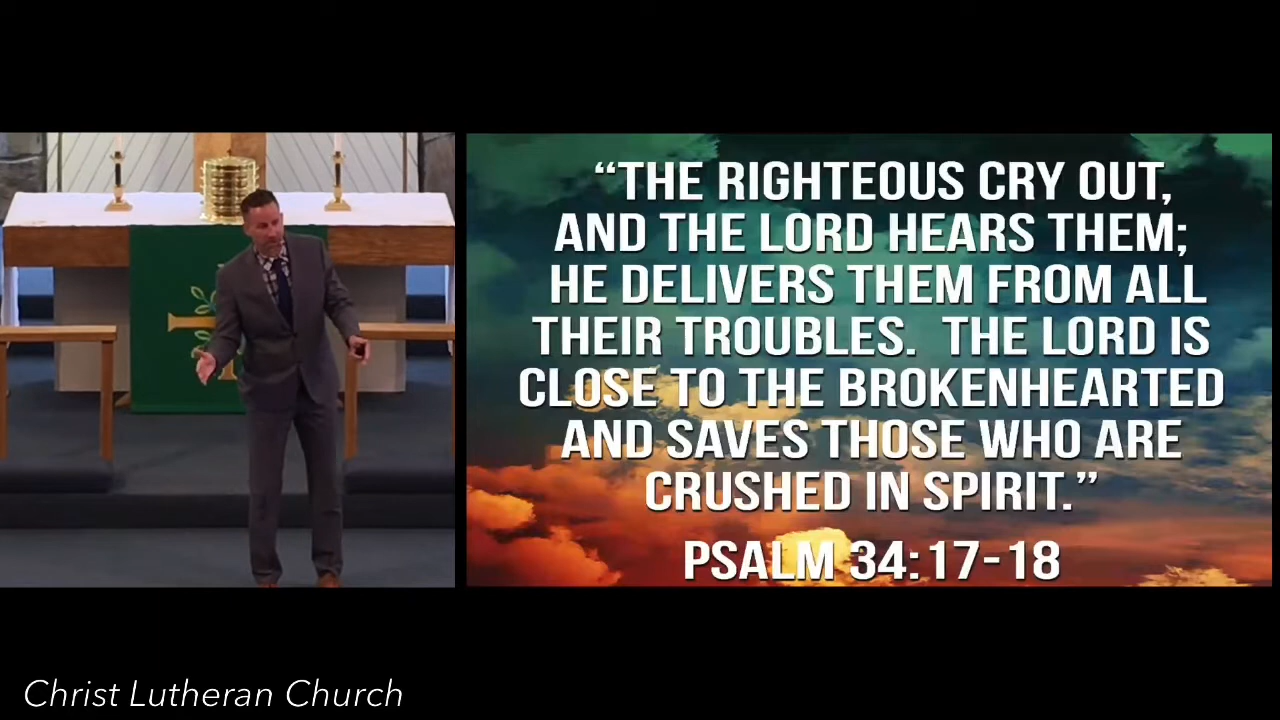 “THE RIGHTEOUS CRY OUT,
AND THE LORD HEARS THEM;
HE DELIVERS THEM FROM ALL
THEIR TROUBLES. THE LORD IS
CLOSE TO THE BROKENHEARTED
AND SAVES THOSE WHO ARE
CRUSHED IN SPIRIT.”
PSALM 34:17-18
Christ Lutheran Church